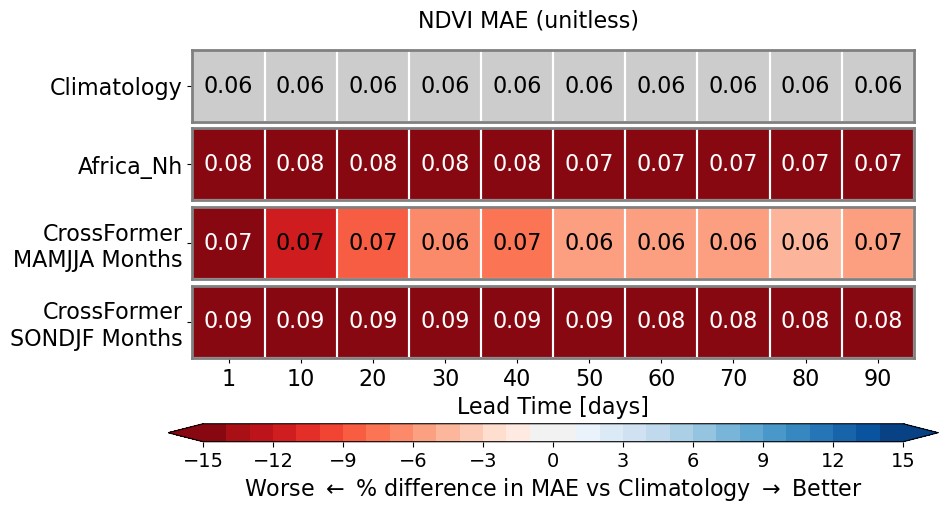 NDVI MAE (unitless)
Climatology 0.06 0.06 0.06 0.06 0.06 0.06 0.06 0.06 0.06 0.06
Africa_Nh 0.08 0.08 0.08 0.08 0.08 0.07 0.07 0.07 0.07 0.07
CrossFormer
MAMJJA Months 0.07 0.07 0.07 0.06 0.07 0.06 0.06 0.06 0.06 0.07
CrossFormer
SONDJF Months 0.09 0.09 0.09 0.09 0.09 0.09 0.08 0.08 0.08 0.08
1 10 20 30 40 50 60 70 80 90
Lead Time [days]
−15 −12 −9 −6 −3 0 3 6 9 12 15
Worse ← % difference in MAE vs Climatology → Better